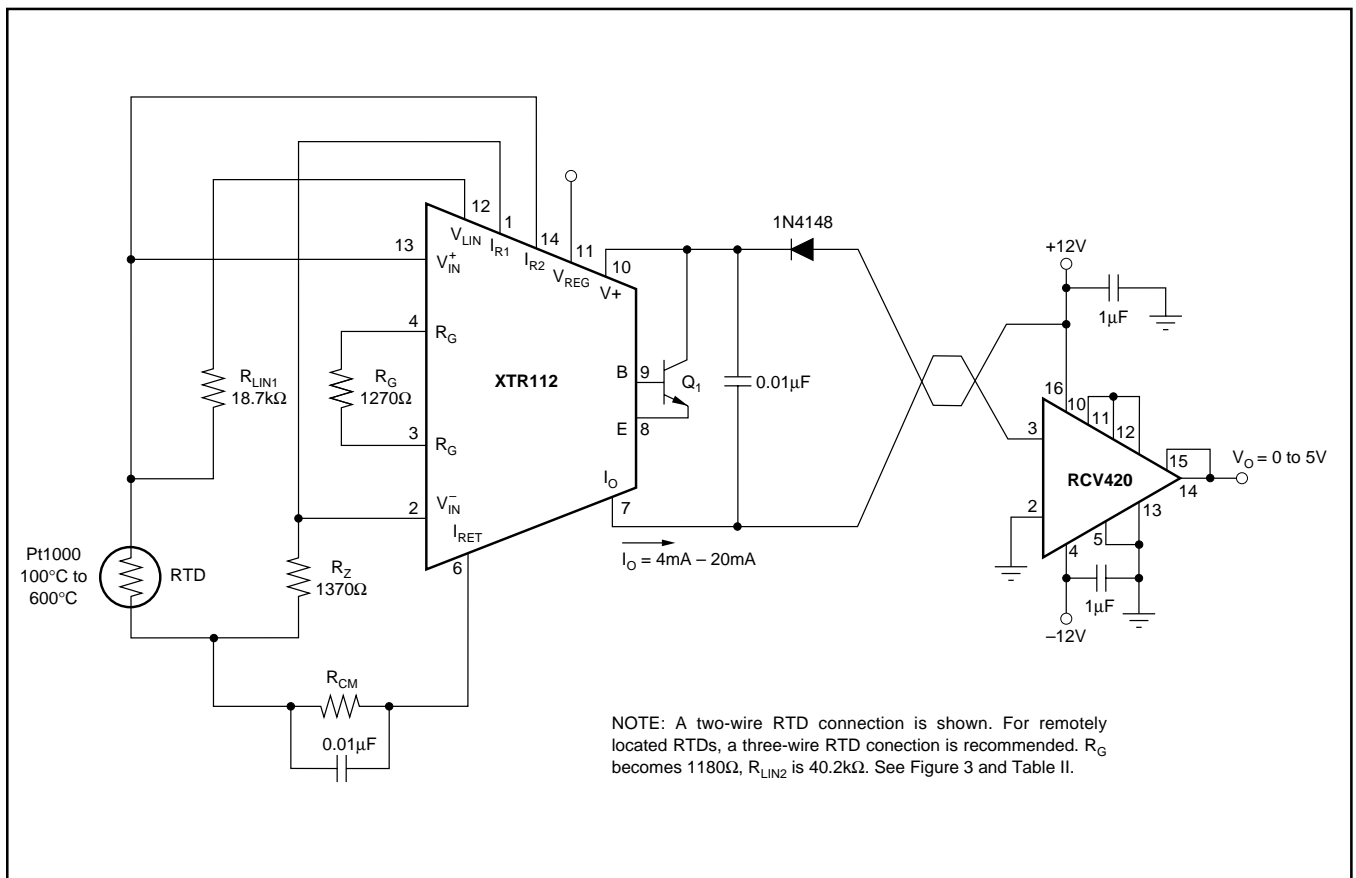 12
1
14
11
10
13
V_LIN
I_R1
I_R2
V_REG
V+
V⁺_IN
4
R_G
R_G
1270Ω
3
R_G
XTR112
B
9
Q₁
E
8
I_O
7
2
V⁻_IN
I_RET
6
R_LIN1
18.7kΩ
Pt1000
100°C to
600°C
RTD
R_Z
1370Ω
R_CM
0.01µF
I_O = 4mA – 20mA
0.01µF
1N4148
+12V
1µF
16
10
11
12
3
15
RCV420
14
V_O = 0 to 5V
2
13
5
4
1µF
–12V
NOTE: A two-wire RTD connection is shown. For remotely
located RTDs, a three-wire RTD conection is recommended. R_G
becomes 1180Ω, R_LIN2 is 40.2kΩ. See Figure 3 and Table II.